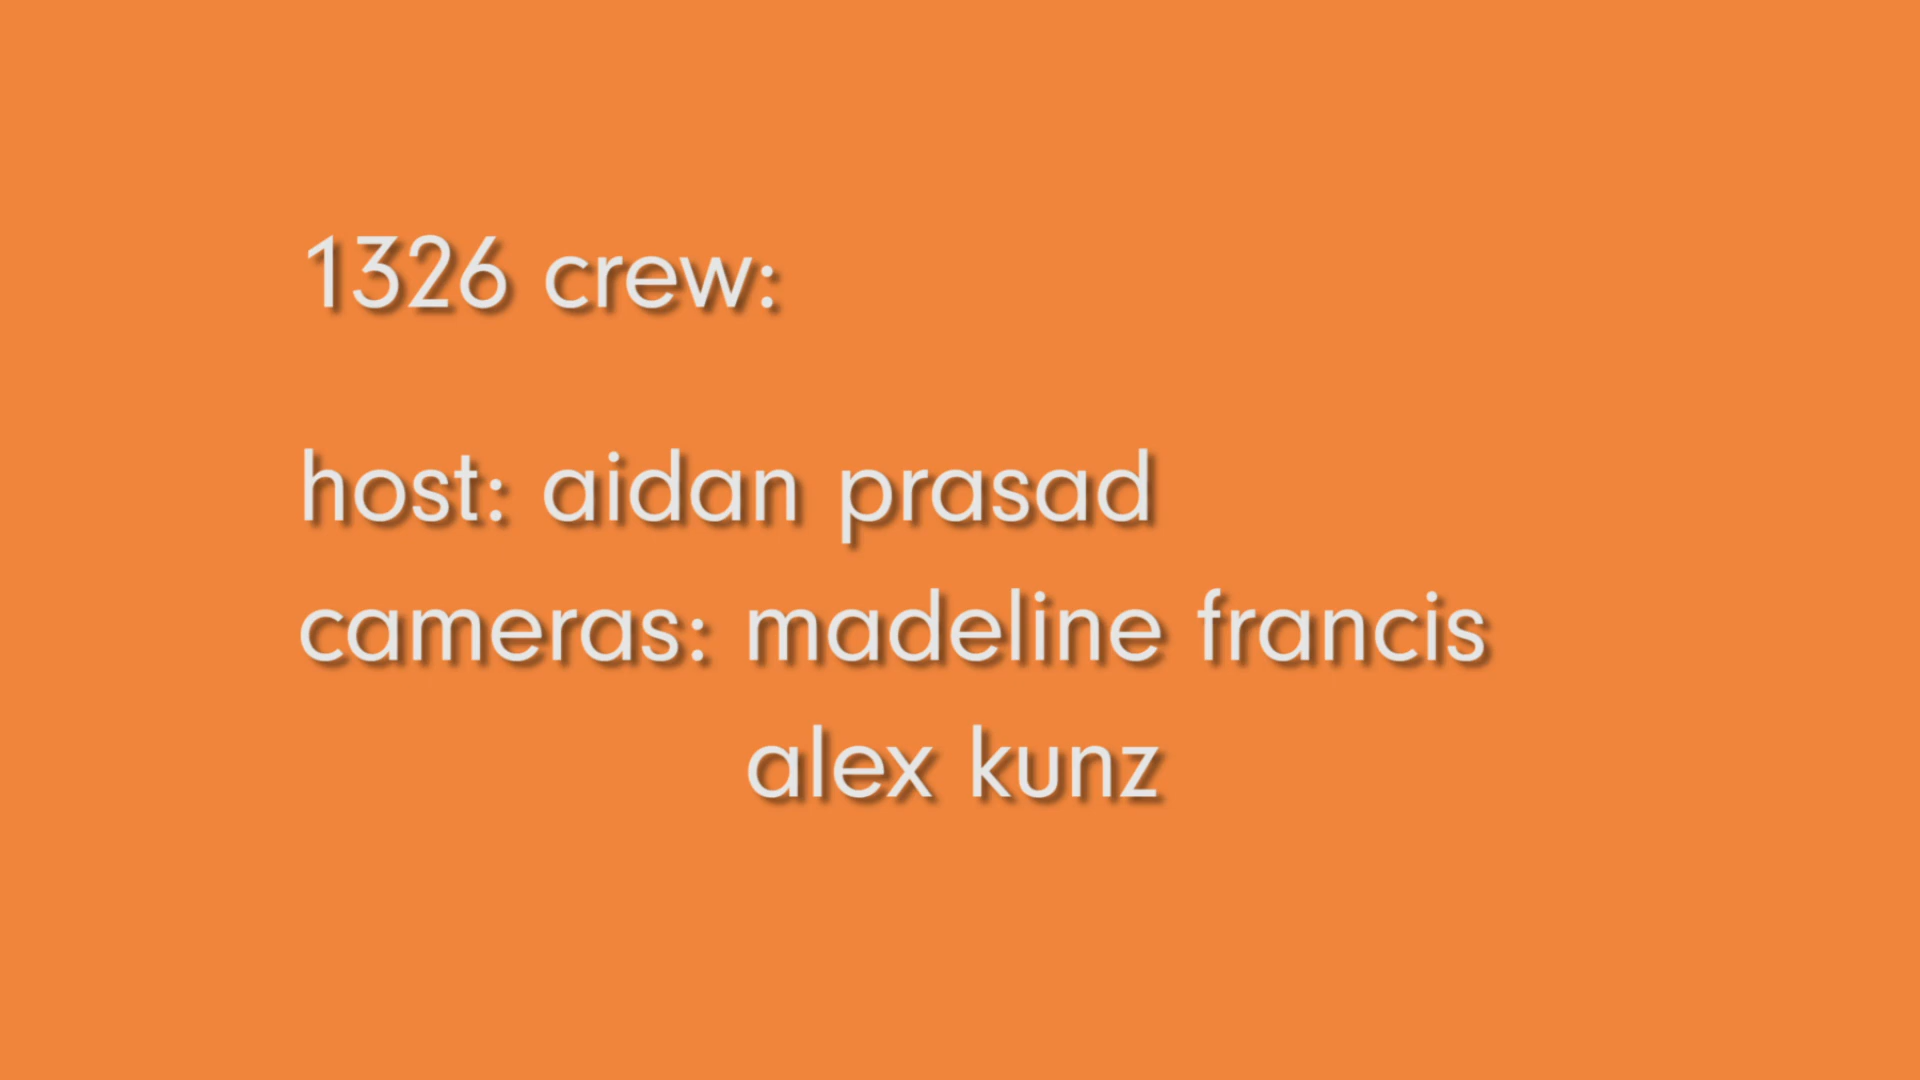 1326 crew:
host: aidan prasad
cameras: madeline francis
alex kunz